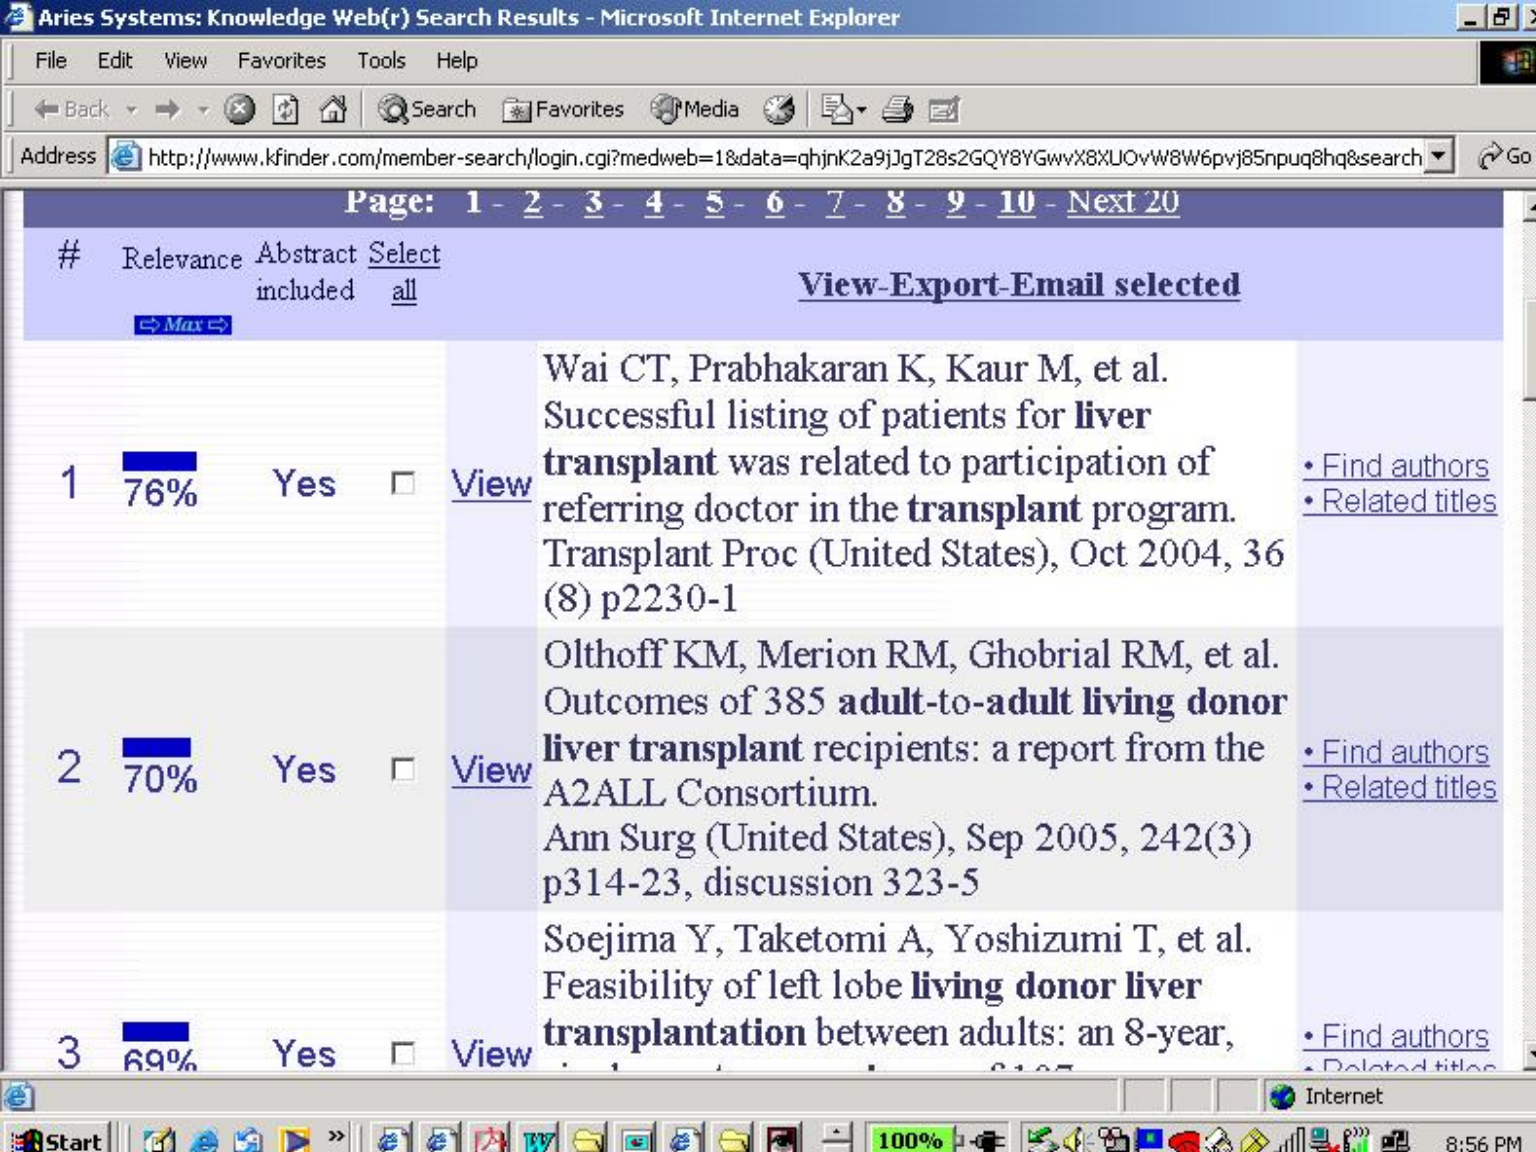 Aries Systems: Knowledge Web(r) Search Results - Microsoft Internet Explorer
File Edit View Favorites Tools Help
Back Search Favorites Media
Address http://www.kfinder.com/member-search/login.cgi?medweb=1&data=qhjnK2a9jJgT28s2GQY8YGwvX8XUOvW8W6pvj85npuq8hq&search Go
Page: 1 - 2 - 3 - 4 - 5 - 6 - 7 - 8 - 9 - 10 - Next 20
# Relevance Abstract included Select all View-Export-Email selected
Max
Wai CT, Prabhakaran K, Kaur M, et al.
Successful listing of patients for liver
1 76% Yes View transplant was related to participation of • Find authors
referring doctor in the transplant program. • Related titles
Transplant Proc (United States), Oct 2004, 36
(8) p2230-1
Olthoff KM, Merion RM, Ghobrial RM, et al.
Outcomes of 385 adult-to-adult living donor
2 70% Yes View liver transplant recipients: a report from the • Find authors
A2ALL Consortium. • Related titles
Ann Surg (United States), Sep 2005, 242(3)
p314-23, discussion 323-5
Soejima Y, Taketomi A, Yoshizumi T, et al.
Feasibility of left lobe living donor liver
transplantation between adults: an 8-year, • Find authors
3 69% Yes View • Related titles
Internet
Start » 100% 8:56 PM